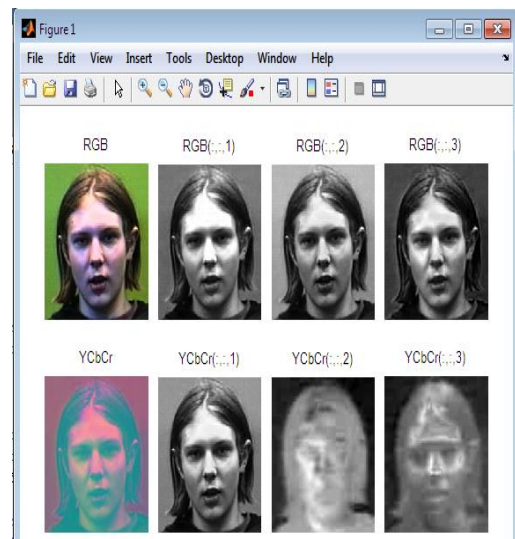 Figure 1
File Edit View Insert Tools Desktop Window Help
RGB RGB(:,:,1) RGB(:,:,2) RGB(:,:,3)
YCbCr YCbCr(:,:,1) YCbCr(:,:,2) YCbCr(:,:,3)